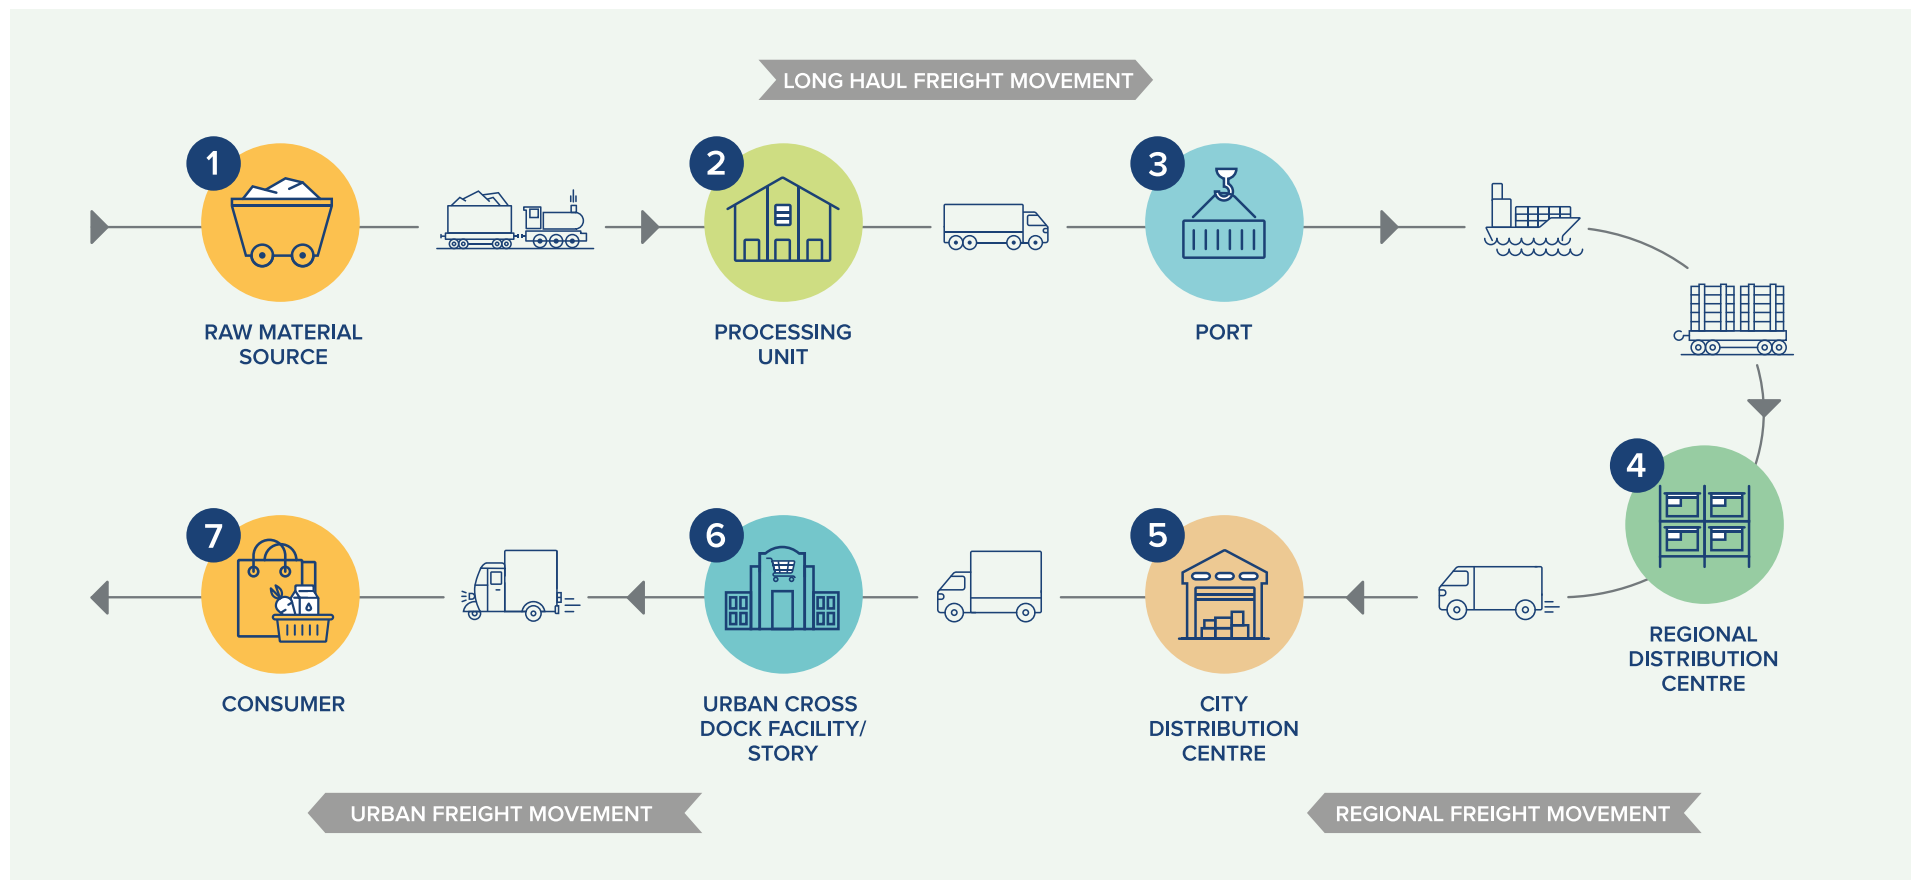 LONG HAUL FREIGHT MOVEMENT
1
2
3
RAW MATERIAL
SOURCE
PROCESSING
UNIT
PORT
4
REGIONAL
DISTRIBUTION
CENTRE
5
CITY
DISTRIBUTION
CENTRE
6
URBAN CROSS
DOCK FACILITY/
STORY
7
CONSUMER
URBAN FREIGHT MOVEMENT
REGIONAL FREIGHT MOVEMENT